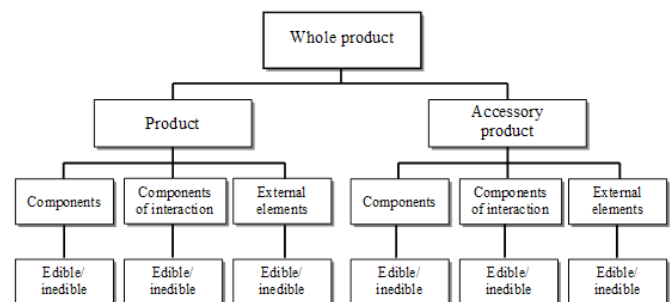 Whole product
Product
Accessory
product
Components
Components
of interaction
External
elements
Components
Components
of interaction
External
elements
Edible/
inedible
Edible/
inedible
Edible/
inedible
Edible/
inedible
Edible/
inedible
Edible/
inedible